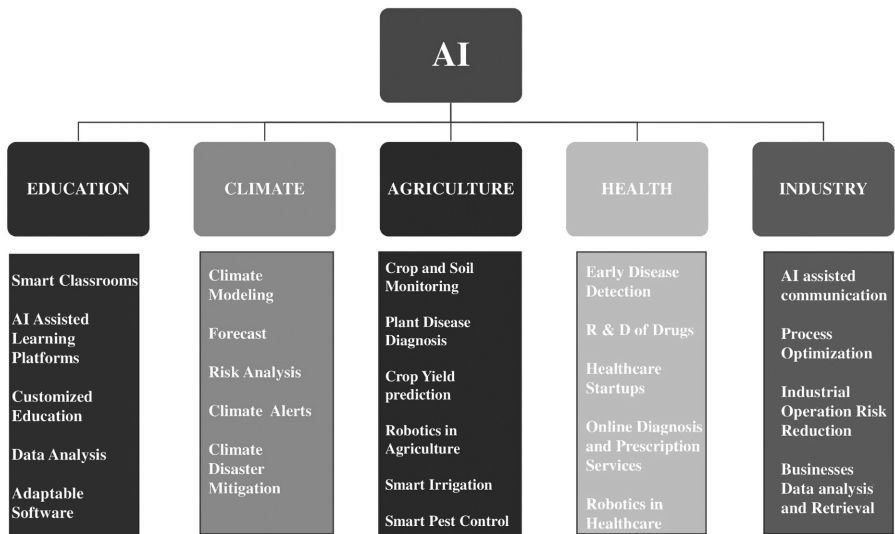 AI
EDUCATION
CLIMATE
AGRICULTURE
HEALTH
INDUSTRY
Smart Classrooms
AI Assisted
Learning
Platforms
Customized
Education
Data Analysis
Adaptable
Software
Climate
Modeling
Forecast
Risk Analysis
Climate Alerts
Climate
Disaster
Mitigation
Crop and Soil
Monitoring
Plant Disease
Diagnosis
Crop Yield
prediction
Robotics in
Agriculture
Smart Irrigation
Smart Pest Control
Early Disease
Detection
R & D of Drugs
Healthcare
Startups
Online Diagnosis
and Prescription
Services
Robotics in
Healthcare
AI assisted
communication
Process
Optimization
Industrial
Operation Risk
Reduction
Businesses
Data analysis
and Retrieval